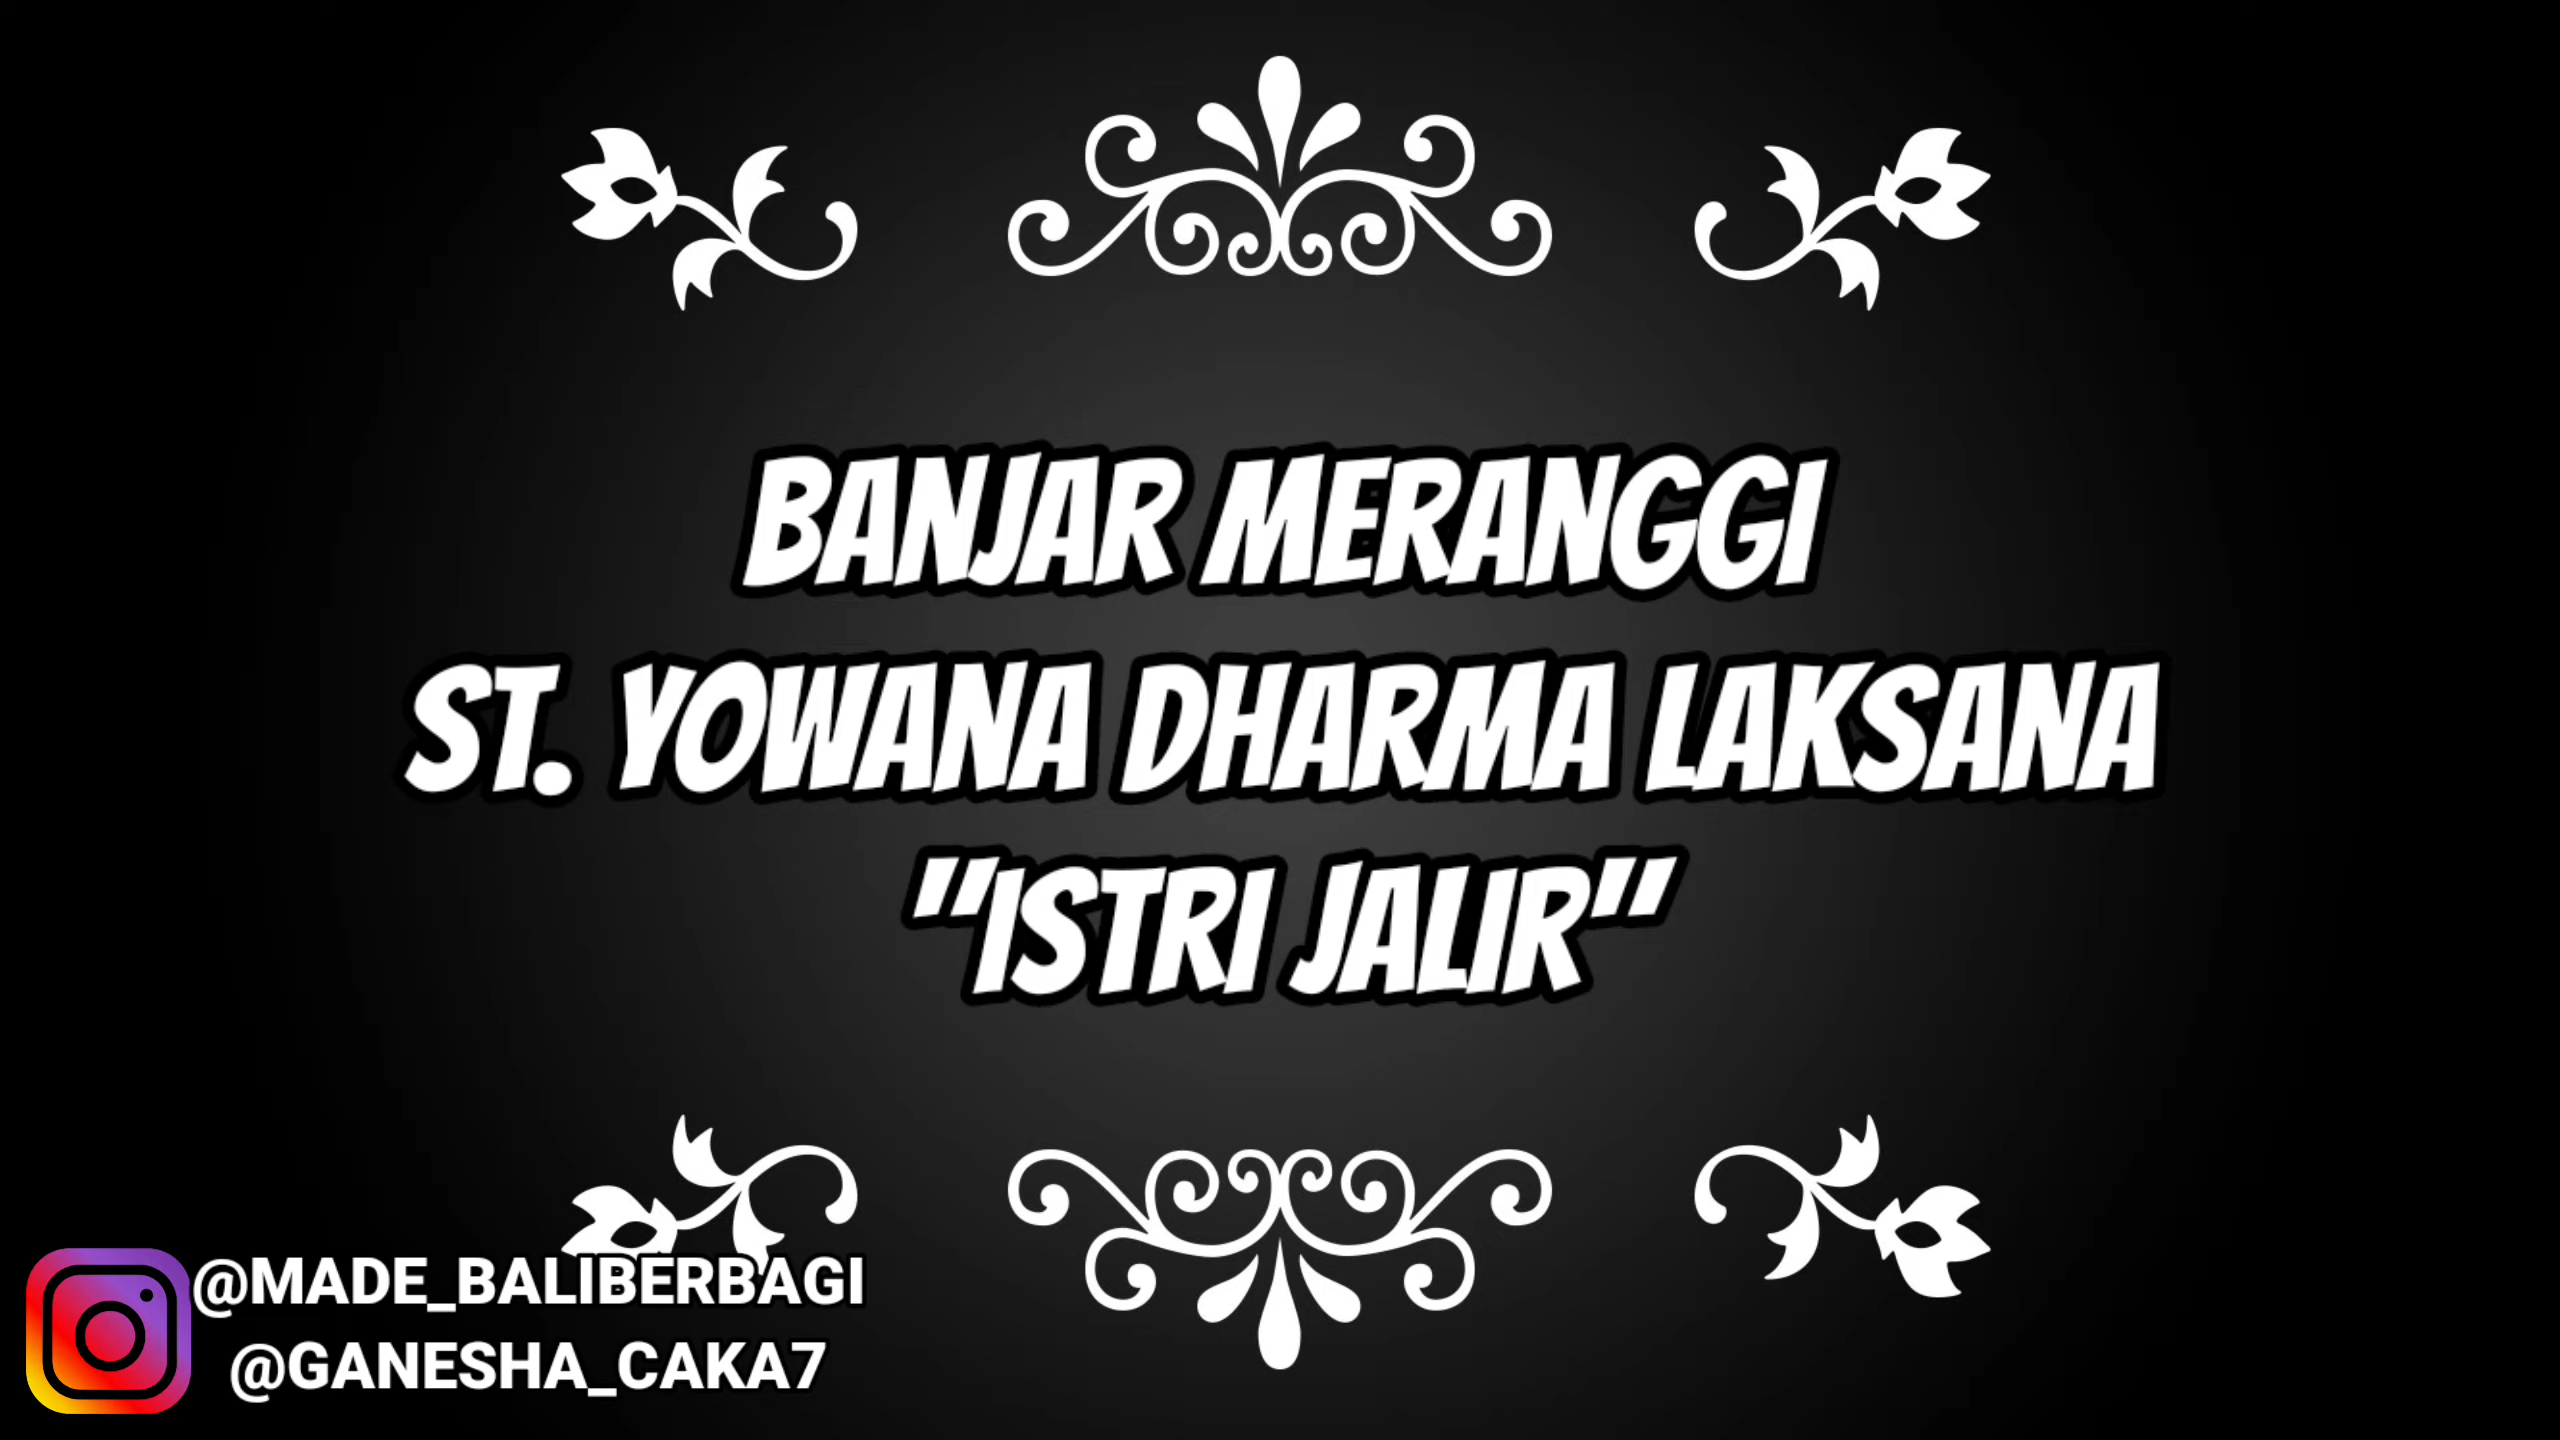 BANJAR MERANGGI
ST. YOWANA DHARMA LAKSANA
"ISTRI JALIR"
@MADE_BALIBERBAGI
@GANESHA_CAKA7